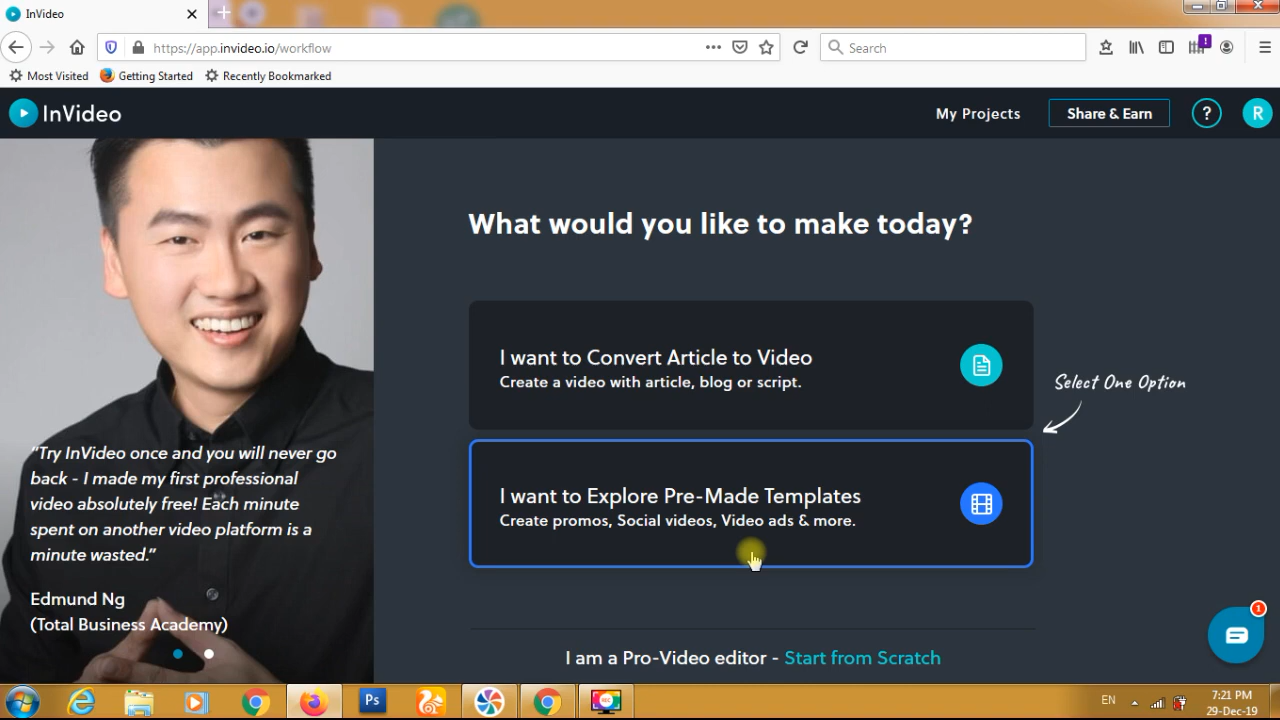 InVideo
https://app.invideo.io/workflow
Search
1
Most Visited
Getting Started
Recently Bookmarked
InVideo
My Projects
Share & Earn
?
R
What would you like to make today?
I want to Convert Article to Video
Create a video with article, blog or script.
Select One Option
I want to Explore Pre-Made Templates
Create promos, Social videos, Video ads & more.
I am a Pro-Video editor - Start from Scratch
"Try InVideo once and you will never go
back - I made my first professional
video absolutely free! Each minute
spent on another video platform is a
minute wasted."
Edmund Ng
(Total Business Academy)
1
Ps
EN
7:21 PM
29-Dec-19